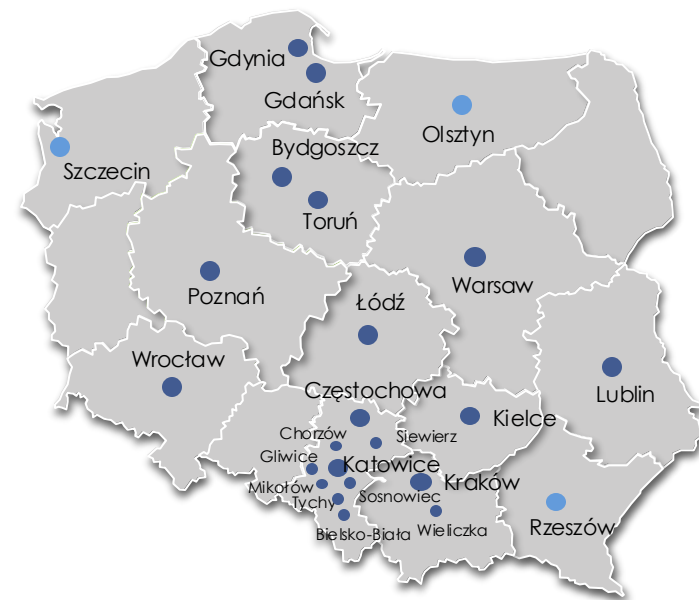 Gdynia
Gdańsk
Olsztyn
Szczecin
Bydgoszcz
Toruń
Warsaw
Poznań
Łódź
Wrocław
Lublin
Częstochowa
Kielce
Chorzów
Siewierz
Gliwice
Katowice
Kraków
Mikołów
Sosnowiec
Tychy
Rzeszów
Wieliczka
Bielsko-Biała